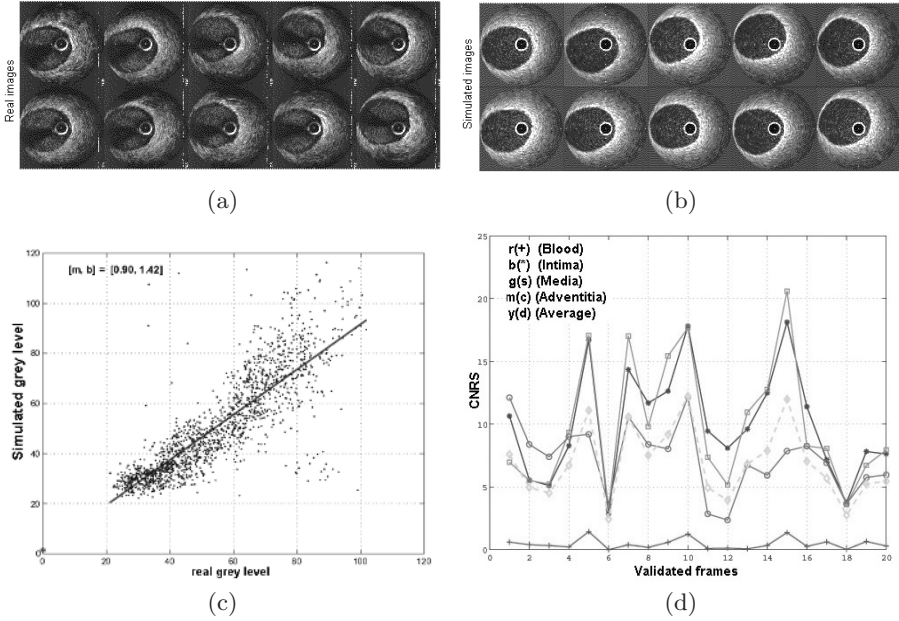 Real images
Simulated images
(a)
(b)
120
100
80
60
40
20
0
Simulated grey level
[m, b] = [0.90, 1.42]
0 20 40 60 80 100 120
real grey level
(c)
25
20
15
10
5
0
CNRS
r(+) (Blood)
b(*) (Intima)
g(s) (Media)
m(c) (Adventitia)
y(d) (Average)
0 2 4 6 8 10 12 14 16 18 20
Validated frames
(d)